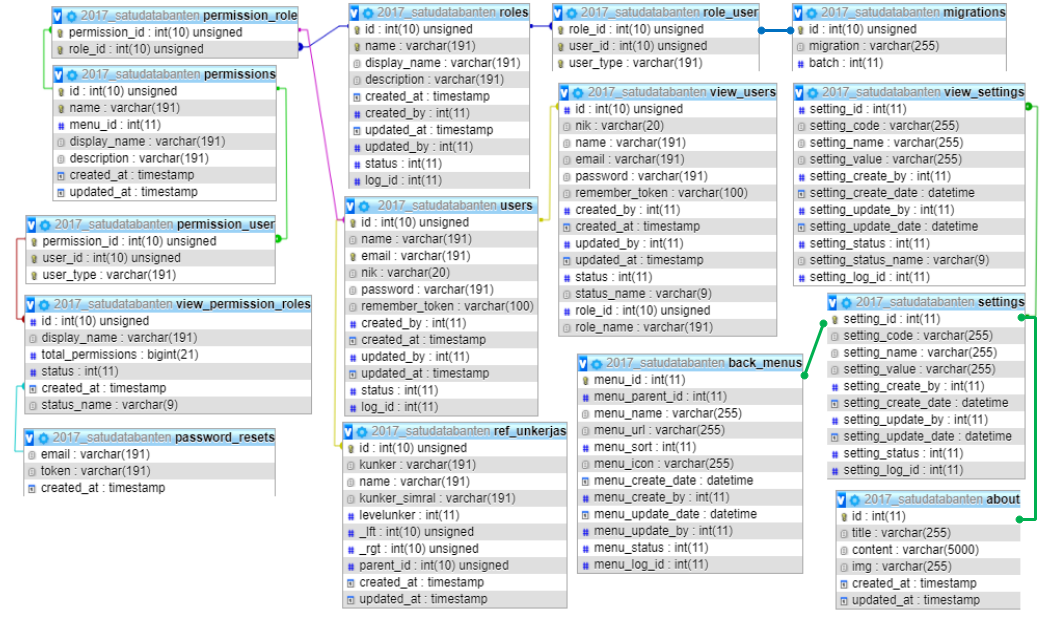 2017_satudatabanten permission_role
permission_id : int(10) unsigned
role_id : int(10) unsigned
2017_satudatabanten permissions
id : int(10) unsigned
name : varchar(191)
menu_id : int(11)
display_name : varchar(191)
description : varchar(191)
created_at : timestamp
updated_at : timestamp
2017_satudatabanten permission_user
permission_id : int(10) unsigned
user_id : int(10) unsigned
user_type : varchar(191)
2017_satudatabanten view_permission_roles
id : int(10) unsigned
display_name : varchar(191)
total_permissions : bigint(21)
status : int(11)
created_at : timestamp
status_name : varchar(9)
2017_satudatabanten password_resets
email : varchar(191)
token : varchar(191)
created_at : timestamp
2017_satudatabanten roles
id : int(10) unsigned
name : varchar(191)
display_name : varchar(191)
description : varchar(191)
created_at : timestamp
created_by : int(11)
updated_at : timestamp
updated_by : int(11)
status : int(11)
log_id : int(11)
2017_satudatabanten users
id : int(10) unsigned
name : varchar(191)
email : varchar(191)
nik : varchar(20)
password : varchar(191)
remember_token : varchar(100)
created_by : int(11)
created_at : timestamp
updated_by : int(11)
updated_at : timestamp
status : int(11)
log_id : int(11)
2017_satudatabanten ref_unkerjas
id : int(10) unsigned
kunker : varchar(191)
name : varchar(191)
kunker_simral : varchar(191)
levelunker : int(11)
_lft : int(10) unsigned
_rgt : int(10) unsigned
parent_id : int(10) unsigned
created_at : timestamp
updated_at : timestamp
2017_satudatabanten role_user
role_id : int(10) unsigned
user_id : int(10) unsigned
user_type : varchar(191)
2017_satudatabanten view_users
id : int(10) unsigned
nik : varchar(20)
name : varchar(191)
email : varchar(191)
password : varchar(191)
remember_token : varchar(100)
created_by : int(11)
created_at : timestamp
updated_by : int(11)
updated_at : timestamp
status : int(11)
status_name : varchar(9)
role_id : int(10) unsigned
role_name : varchar(191)
2017_satudatabanten back_menus
menu_id : int(11)
menu_parent_id : int(11)
menu_name : varchar(255)
menu_url : varchar(255)
menu_sort : int(11)
menu_icon : varchar(255)
menu_create_date : datetime
menu_create_by : int(11)
menu_update_date : datetime
menu_update_by : int(11)
menu_status : int(11)
menu_log_id : int(11)
2017_satudatabanten migrations
id : int(10) unsigned
migration : varchar(255)
batch : int(11)
2017_satudatabanten view_settings
setting_id : int(11)
setting_code : varchar(255)
setting_name : varchar(255)
setting_value : varchar(255)
setting_create_by : int(11)
setting_create_date : datetime
setting_update_by : int(11)
setting_update_date : datetime
setting_status : int(11)
setting_status_name : varchar(9)
setting_log_id : int(11)
2017_satudatabanten settings
setting_id : int(11)
setting_code : varchar(255)
setting_name : varchar(255)
setting_value : varchar(255)
setting_create_by : int(11)
setting_create_date : datetime
setting_update_by : int(11)
setting_update_date : datetime
setting_status : int(11)
setting_log_id : int(11)
2017_satudatabanten about
id : int(11)
title : varchar(255)
content : varchar(5000)
img : varchar(255)
created_at : timestamp
updated_at : timestamp